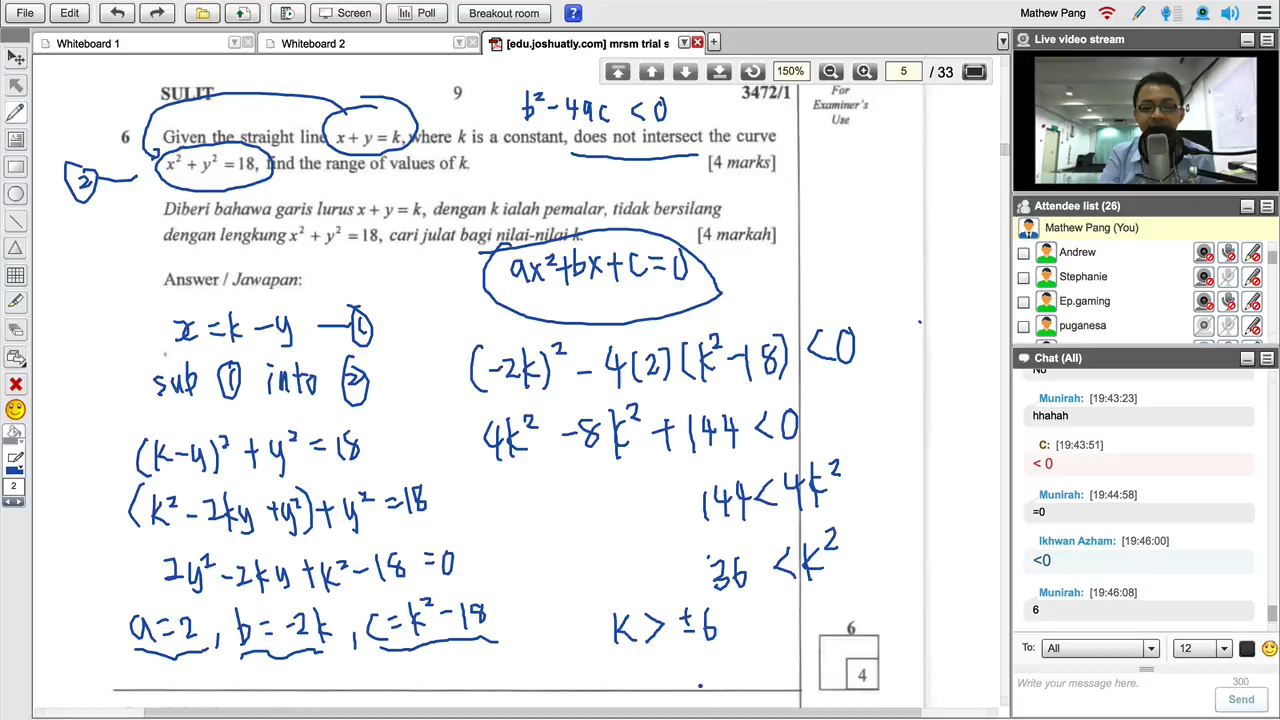 File Edit Screen Poll Breakout room ? Mathew Pang
Whiteboard 1 Whiteboard 2 [edu.joshuatly.com] mrsm trial s
150% 5 / 33
SULIT 9 3472/1
For
Examiner's
Use
b² - 4ac < 0
6 Given the straight line x + y = k, where k is a constant, does not intersect the curve
x² + y² = 18, find the range of values of k. [4 marks]
2
Diberi bahawa garis lurus x + y = k, dengan k ialah pemalar, tidak bersilang
dengan lengkung x² + y² = 18, cari julat bagi nilai-nilai k. [4 markah]
ax² + bx + c = 0
Answer / Jawapan:
x = k - y — 1
sub 1 into 2
(k-y)² + y² = 18
(k² - 2ky + y²) + y² = 18
2y² - 2ky + k² - 18 = 0
a = 2, b = -2k, c = k² - 18
(-2k)² - 4(2)(k² - 18) < 0
4k² - 8k² + 144 < 0
144 < 4k²
36 < k²
k > ± 6
6
4
2
Live video stream
Attendee list (26)
Mathew Pang (You)
Andrew
Stephanie
Ep.gaming
puganesa
Chat (All)
No
Munirah: [19:43:23]
hhahah
C: [19:43:51]
< 0
Munirah: [19:44:58]
=0
Ikhwan Azham: [19:46:00]
<0
Munirah: [19:46:08]
6
To: All 12
Write your message here... 300
Send